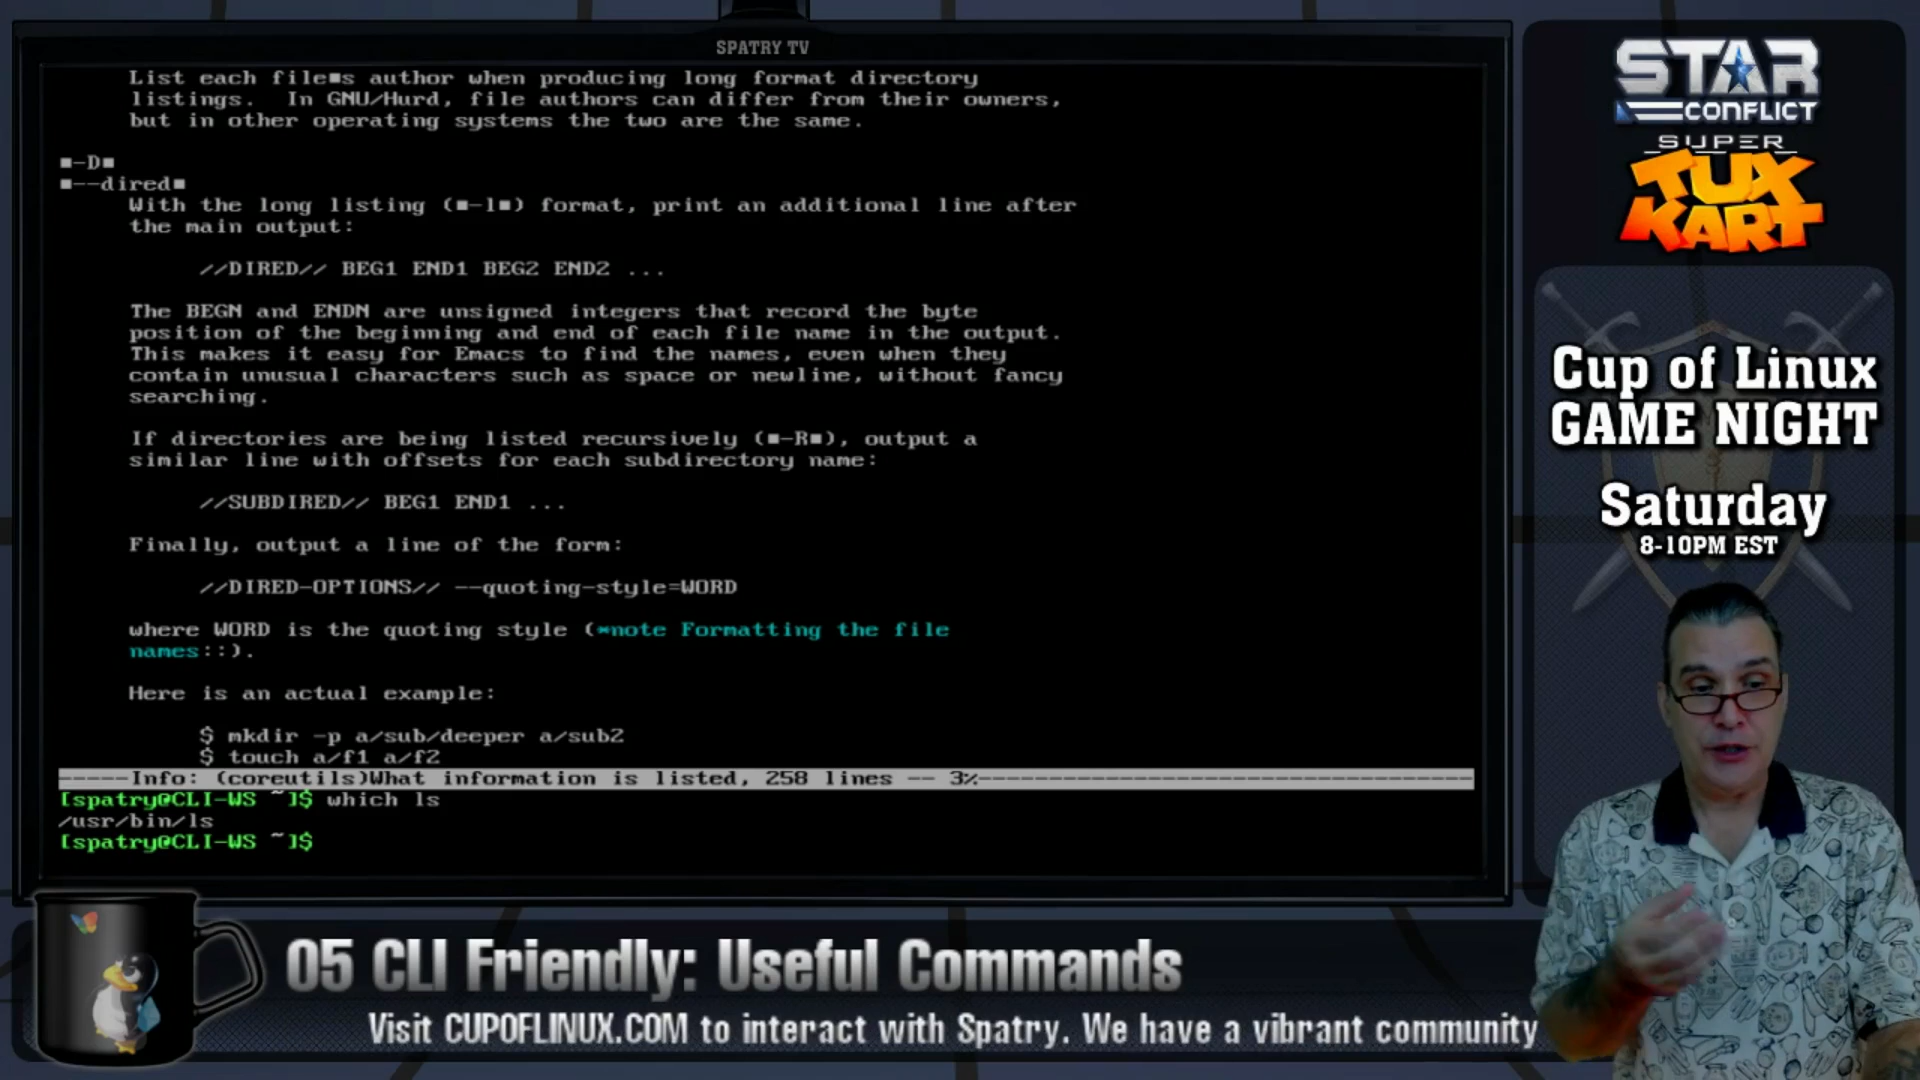 SPATRY TV
List each file■s author when producing long format directory
listings.  In GNU/Hurd, file authors can differ from their owners,
but in other operating systems the two are the same.
■-D■
■--dired■
With the long listing (■-l■) format, print an additional line after
the main output:
//DIRED// BEG1 END1 BEG2 END2 ...
The BEGN and ENDN are unsigned integers that record the byte
position of the beginning and end of each file name in the output.
This makes it easy for Emacs to find the names, even when they
contain unusual characters such as space or newline, without fancy
searching.
If directories are being listed recursively (■-R■), output a
similar line with offsets for each subdirectory name:
//SUBDIRED// BEG1 END1 ...
Finally, output a line of the form:
//DIRED-OPTIONS// --quoting-style=WORD
where WORD is the quoting style (*note Formatting the file
names::).
Here is an actual example:
$ mkdir -p a/sub/deeper a/sub2
$ touch a/f1 a/f2
-----Info: (coreutils)What information is listed, 258 lines -- 3%-----------------------------------
[spatry@CLI-WS ~]$ which ls
/usr/bin/ls
[spatry@CLI-WS ~]$
STAR
CONFLICT
SUPER
TUX
KART
Cup of Linux
GAME NIGHT
Saturday
8-10PM EST
05 CLI Friendly: Useful Commands
Visit CUPOFLINUX.COM to interact with Spatry. We have a vibrant community